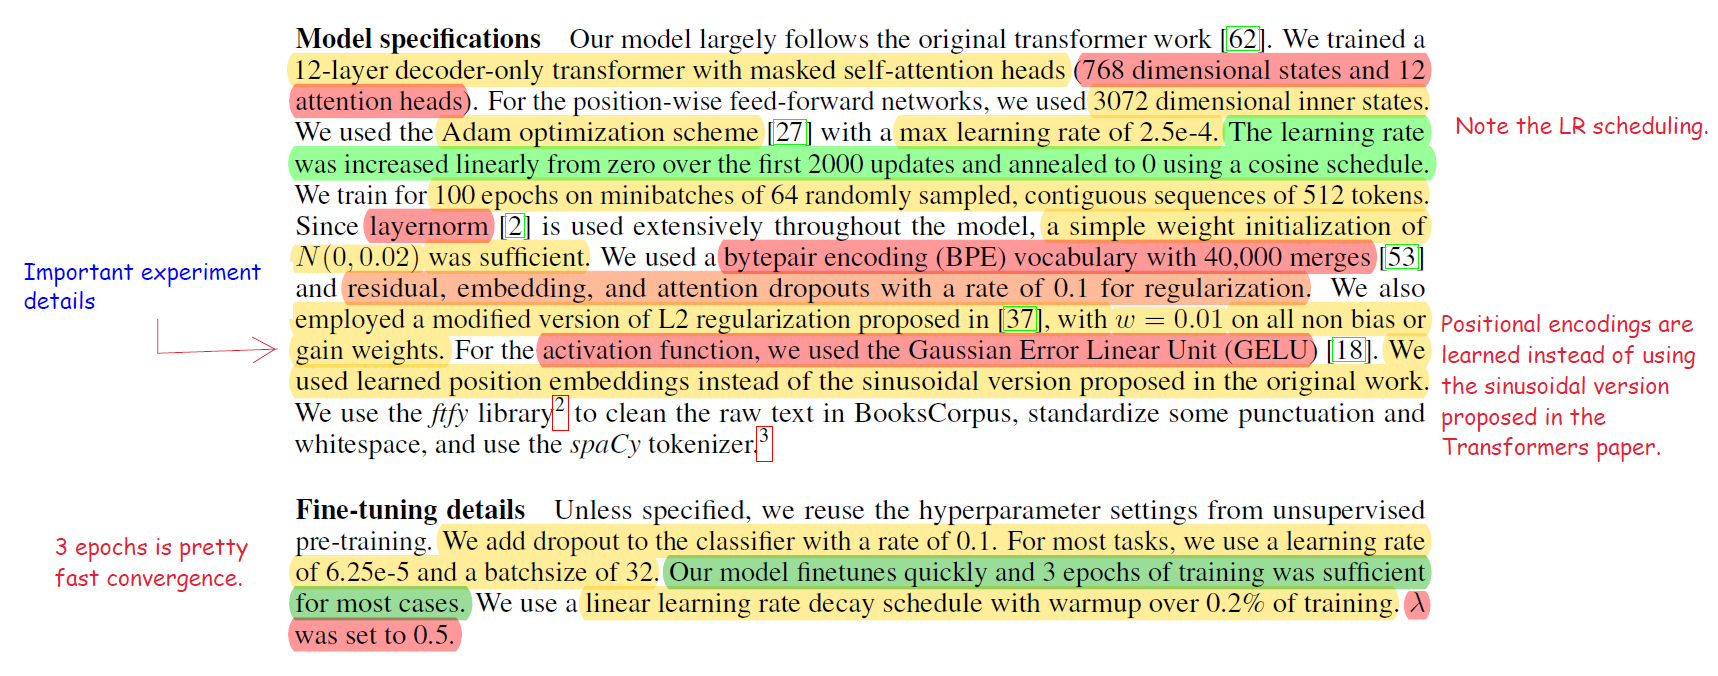 Model specifications Our model largely follows the original transformer work [62]. We trained a
12-layer decoder-only transformer with masked self-attention heads (768 dimensional states and 12
attention heads). For the position-wise feed-forward networks, we used 3072 dimensional inner states.
We used the Adam optimization scheme [27] with a max learning rate of 2.5e-4. The learning rate
was increased linearly from zero over the first 2000 updates and annealed to 0 using a cosine schedule.
We train for 100 epochs on minibatches of 64 randomly sampled, contiguous sequences of 512 tokens.
Since layernorm [2] is used extensively throughout the model, a simple weight initialization of
N(0, 0.02) was sufficient. We used a bytepair encoding (BPE) vocabulary with 40,000 merges [53]
and residual, embedding, and attention dropouts with a rate of 0.1 for regularization. We also
employed a modified version of L2 regularization proposed in [37], with w = 0.01 on all non bias or
gain weights. For the activation function, we used the Gaussian Error Linear Unit (GELU) [18]. We
used learned position embeddings instead of the sinusoidal version proposed in the original work.
We use the ftfy library2 to clean the raw text in BooksCorpus, standardize some punctuation and
whitespace, and use the spaCy tokenizer.3
Note the LR scheduling.
Important experiment
details
Positional encodings are
learned instead of using
the sinusoidal version
proposed in the
Transformers paper.
Fine-tuning details Unless specified, we reuse the hyperparameter settings from unsupervised
pre-training. We add dropout to the classifier with a rate of 0.1. For most tasks, we use a learning rate
of 6.25e-5 and a batchsize of 32. Our model finetunes quickly and 3 epochs of training was sufficient
for most cases. We use a linear learning rate decay schedule with warmup over 0.2% of training. λ
was set to 0.5.
3 epochs is pretty
fast convergence.